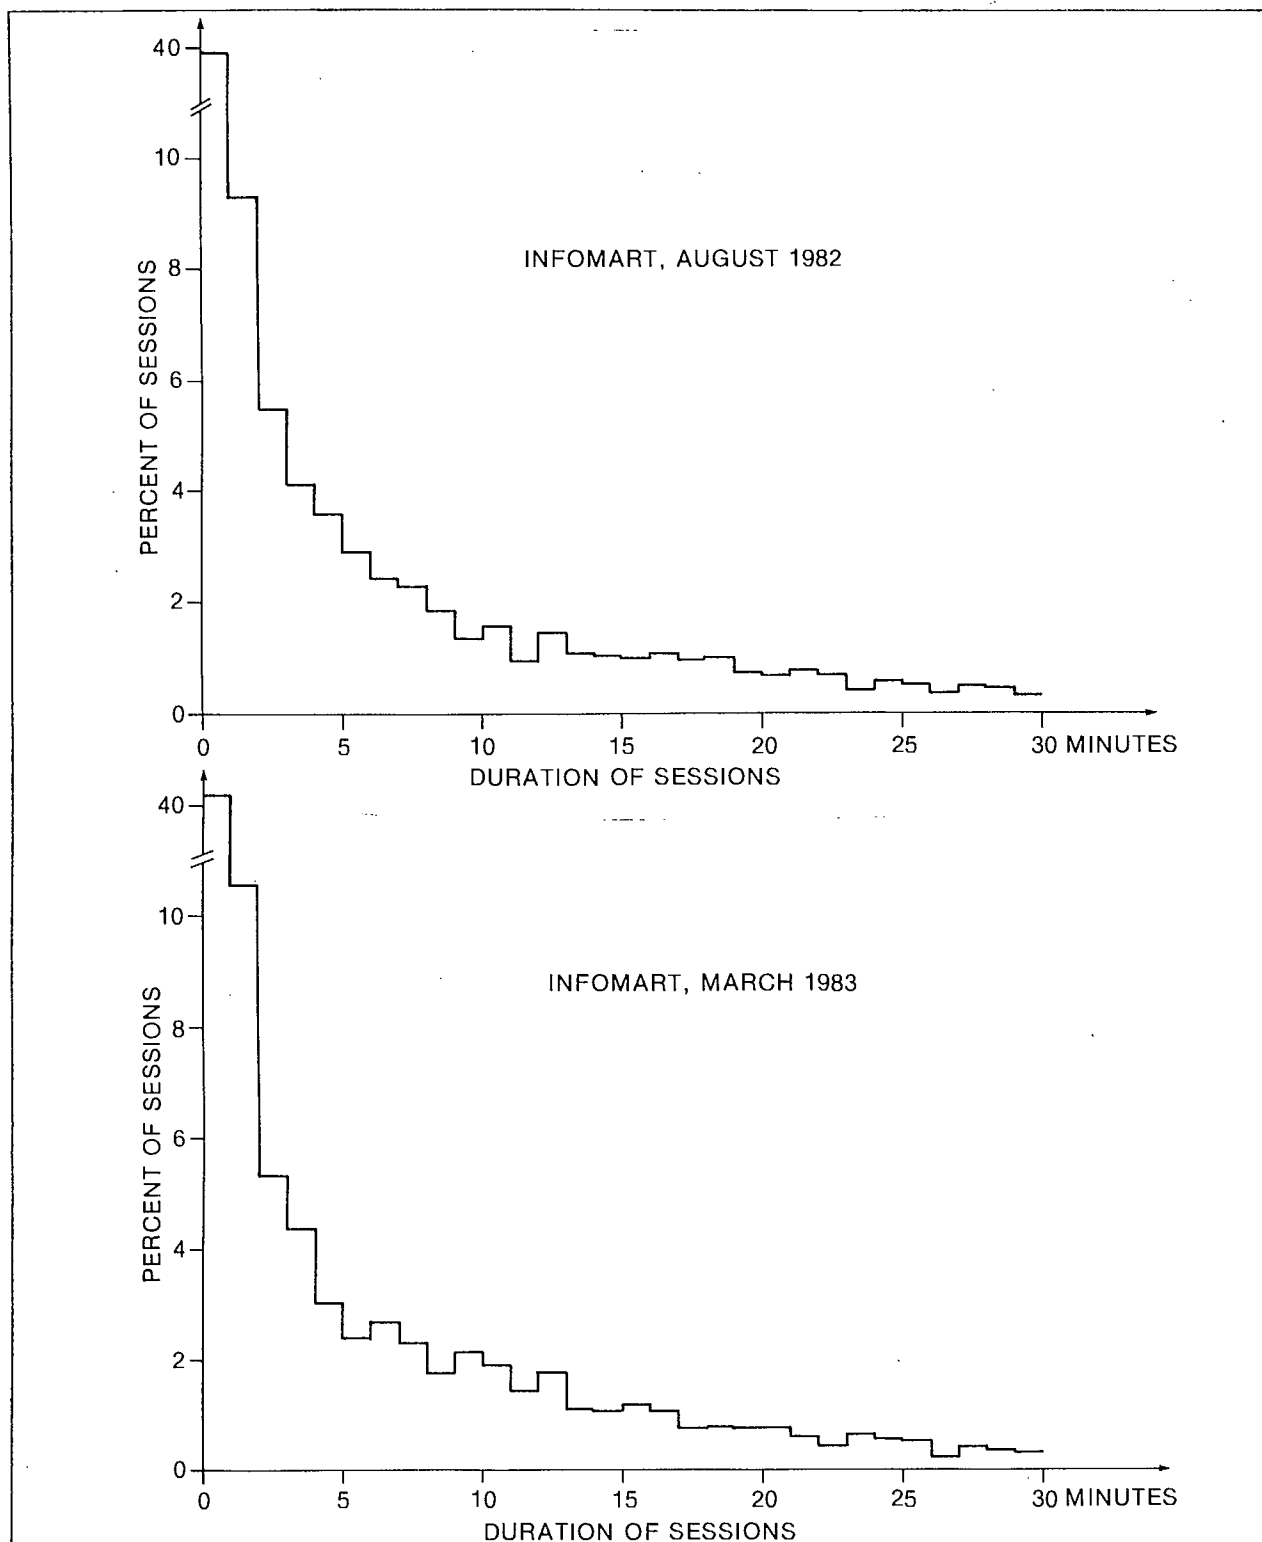 40
10
8
6
4
2
0
PERCENT OF SESSIONS
INFOMART, AUGUST 1982
0 5 10 15 20 25 30 MINUTES
DURATION OF SESSIONS
40
10
8
6
4
2
0
PERCENT OF SESSIONS
INFOMART, MARCH 1983
0 5 10 15 20 25 30 MINUTES
DURATION OF SESSIONS